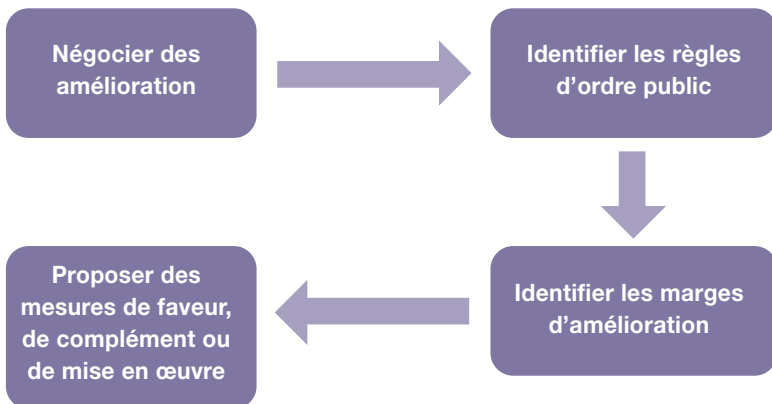 Négocier des
amélioration
Identifier les règles
d’ordre public
Identifier les marges
d’amélioration
Proposer des
mesures de faveur,
de complément ou
de mise en œuvre